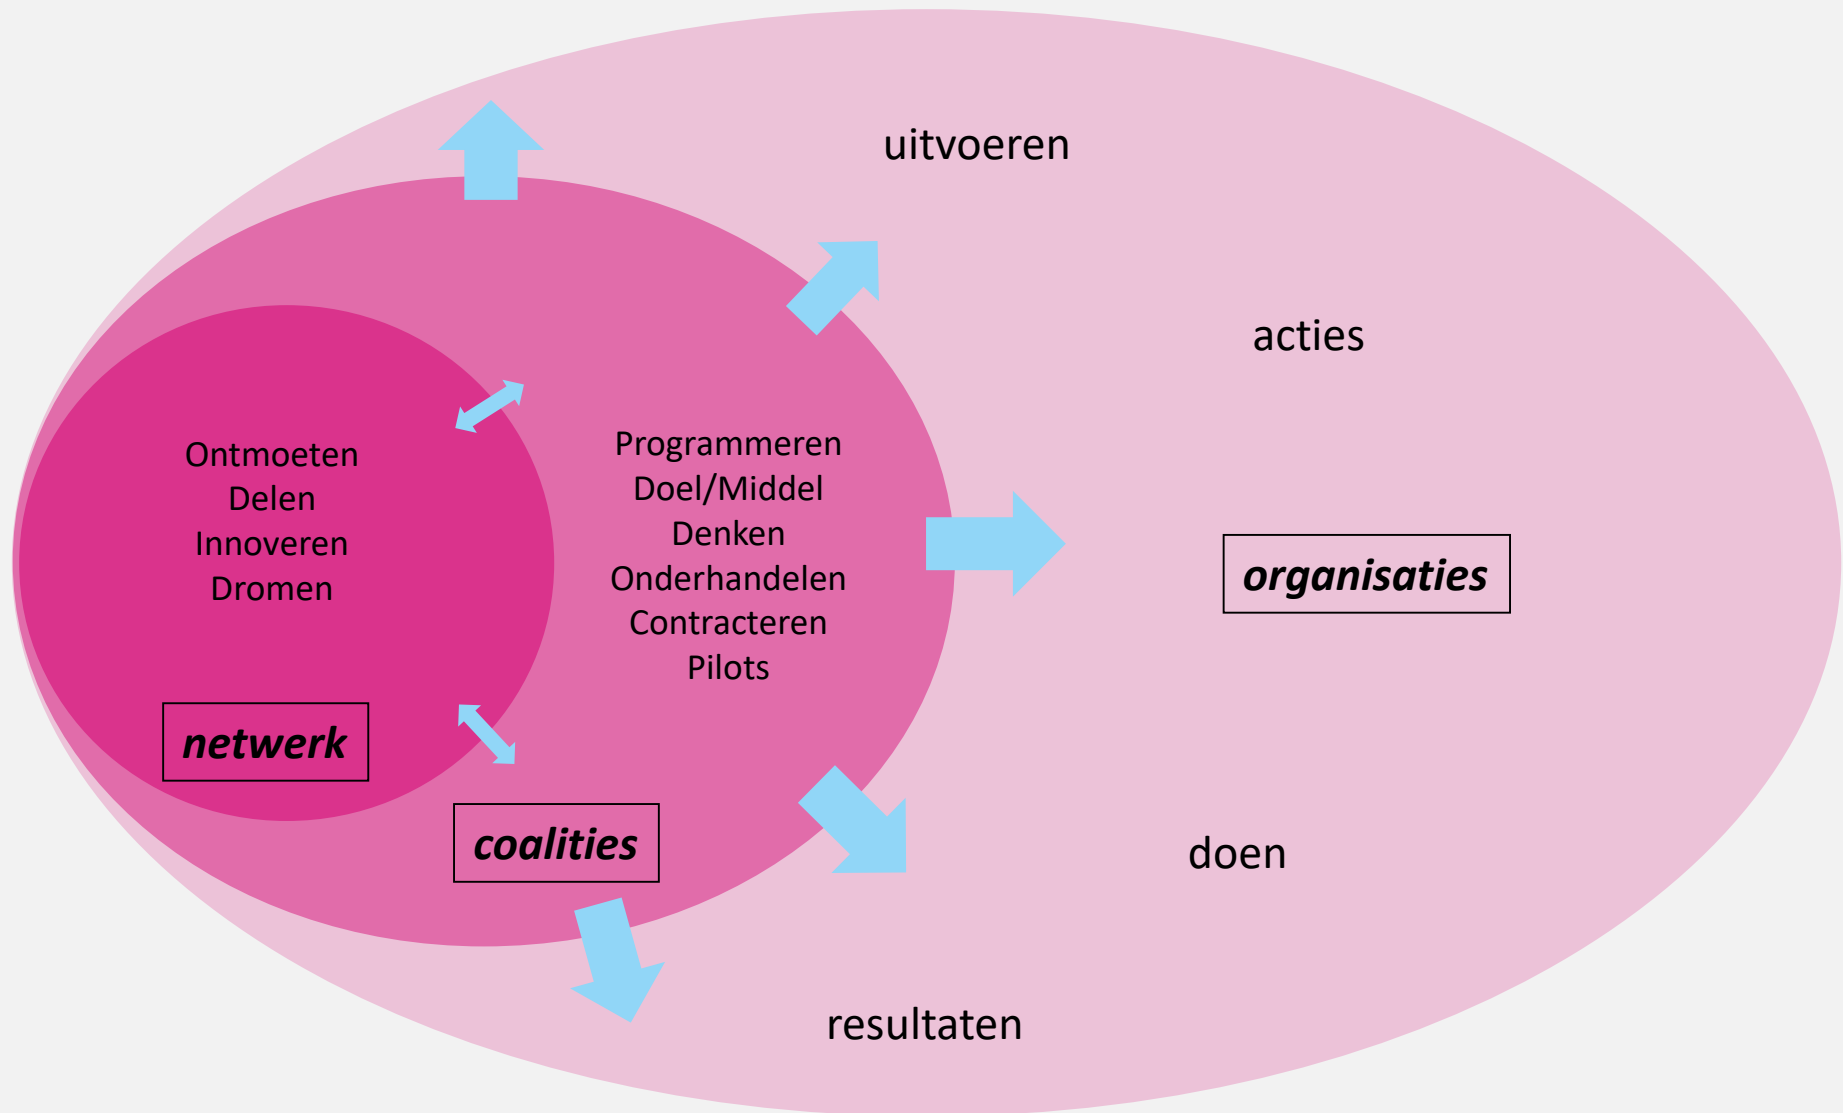 uitvoeren
acties
Ontmoeten
Delen
Innoveren
Dromen
netwerk
Programmeren
Doel/Middel
Denken
Onderhandelen
Contracteren
Pilots
coalities
organisaties
doen
resultaten